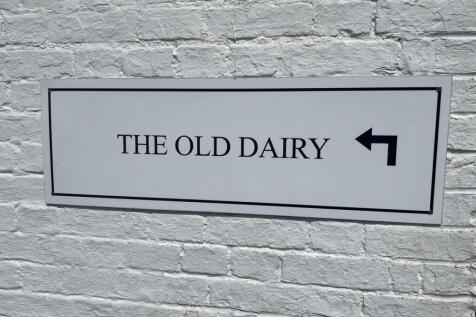 THE OLD DAIRY